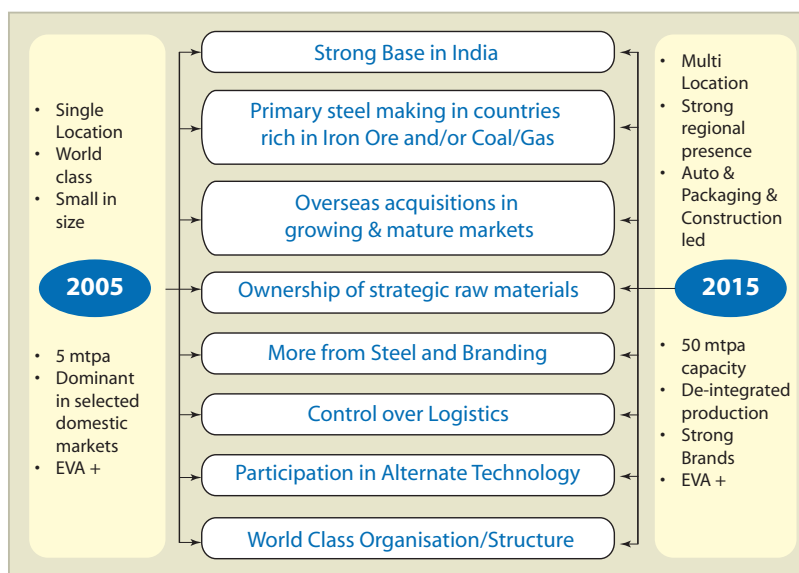 • Single
Location
• World
class
• Small in
size
2005
• 5 mtpa
• Dominant
in selected
domestic
markets
• EVA +
Strong Base in India
Primary steel making in countries
rich in Iron Ore and/or Coal/Gas
Overseas acquisitions in
growing & mature markets
Ownership of strategic raw materials
More from Steel and Branding
Control over Logistics
Participation in Alternate Technology
World Class Organisation/Structure
• Multi
Location
• Strong
regional
presence
• Auto &
Packaging &
Construction
led
2015
• 50 mtpa
capacity
• De-integrated
production
• Strong
Brands
• EVA +